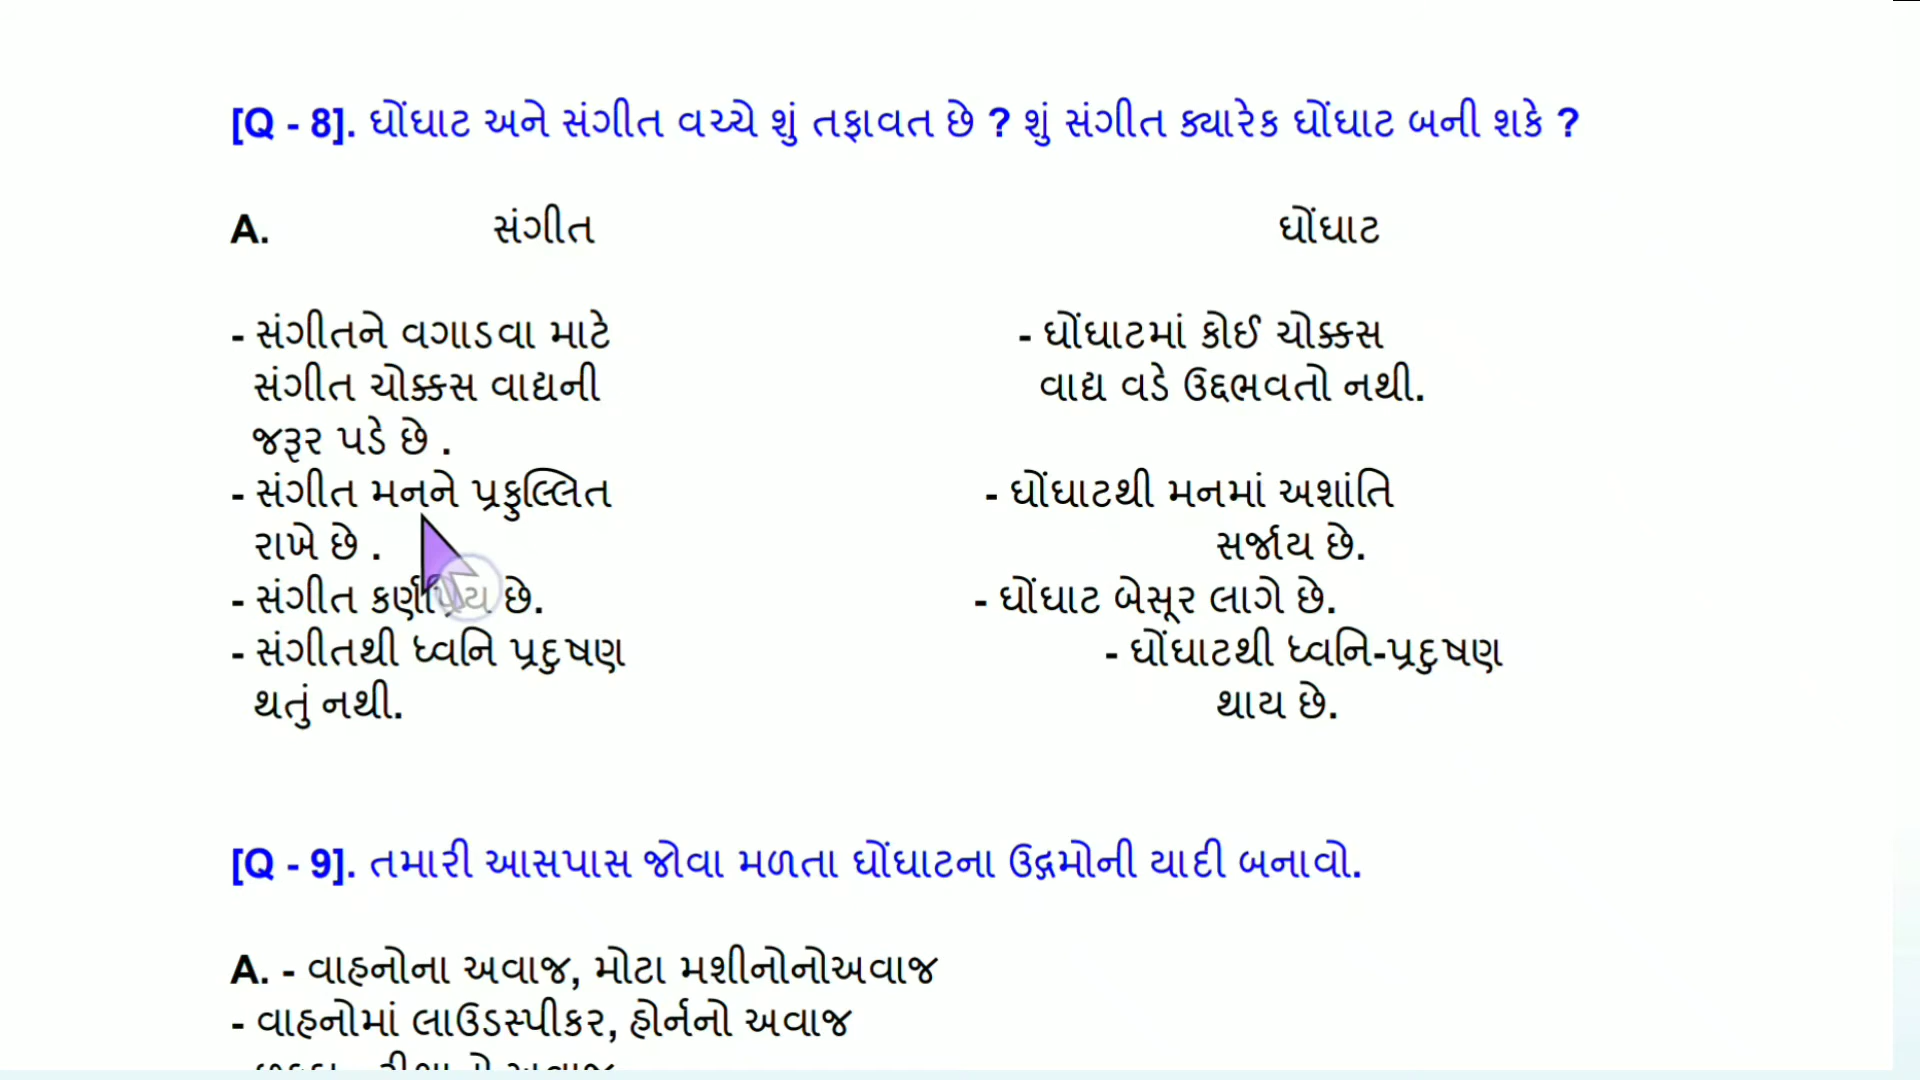 [Q - 8]. ઘોંઘાટ અને સંગીત વચ્ચે શું તફાવત છે ? શું સંગીત ક્યારેક ઘોંઘાટ બની શકે ?
A. સંગીત ઘોંઘાટ
- સંગીતને વગાડવા માટે - ઘોંઘાટમાં કોઈ ચોક્કસ
સંગીત ચોક્કસ વાદ્યની વાદ્ય વડે ઉદ્દભવતો નથી.
જરૂર પડે છે .
- સંગીત મનને પ્રફુલ્લિત - ઘોંઘાટથી મનમાં અશાંતિ
રાખે છે . સર્જાય છે.
- સંગીત છે. - ઘોંઘાટ બેસૂર લાગે છે.
- સંગીતથી ધ્વનિ પ્રદુષણ - ઘોંઘાટથી ધ્વનિ-પ્રદુષણ
થતું નથી. થાય છે.
[Q - 9]. તમારી આસપાસ જોવા મળતા ઘોંઘાટના ઉદ્ગમોની યાદી બનાવો.
A. - વાહનોના અવાજ, મોટા મશીનોનોઅવાજ
- વાહનોમાં લાઉડસ્પીકર, હોર્નનો અવાજ